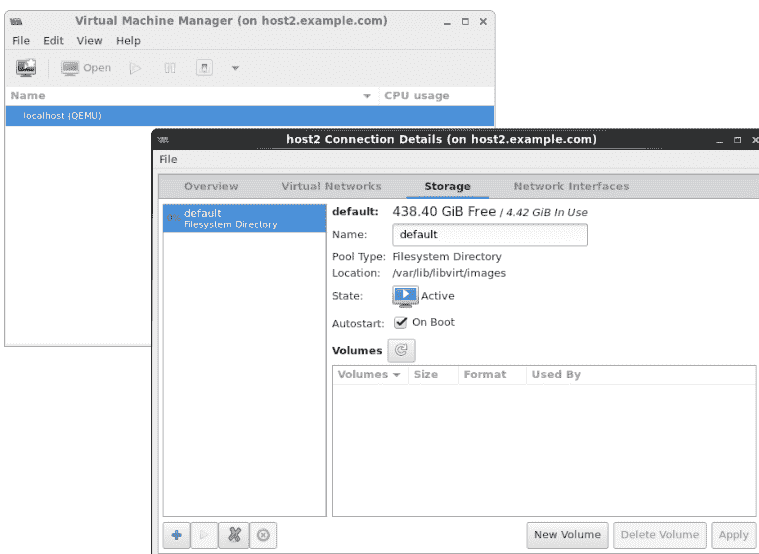 Virtual Machine Manager (on host2.example.com)
File Edit View Help
Open
Name CPU usage
localhost (QEMU)
host2 Connection Details (on host2.example.com)
File
Overview Virtual Networks Storage Network Interfaces
default
Filesystem Directory
default: 438.40 GiB Free / 4.42 GiB In Use
Name: default
Pool Type: Filesystem Directory
Location: /var/lib/libvirt/images
State: Active
Autostart: On Boot
Volumes
Volumes Size Format Used By
New Volume Delete Volume Apply